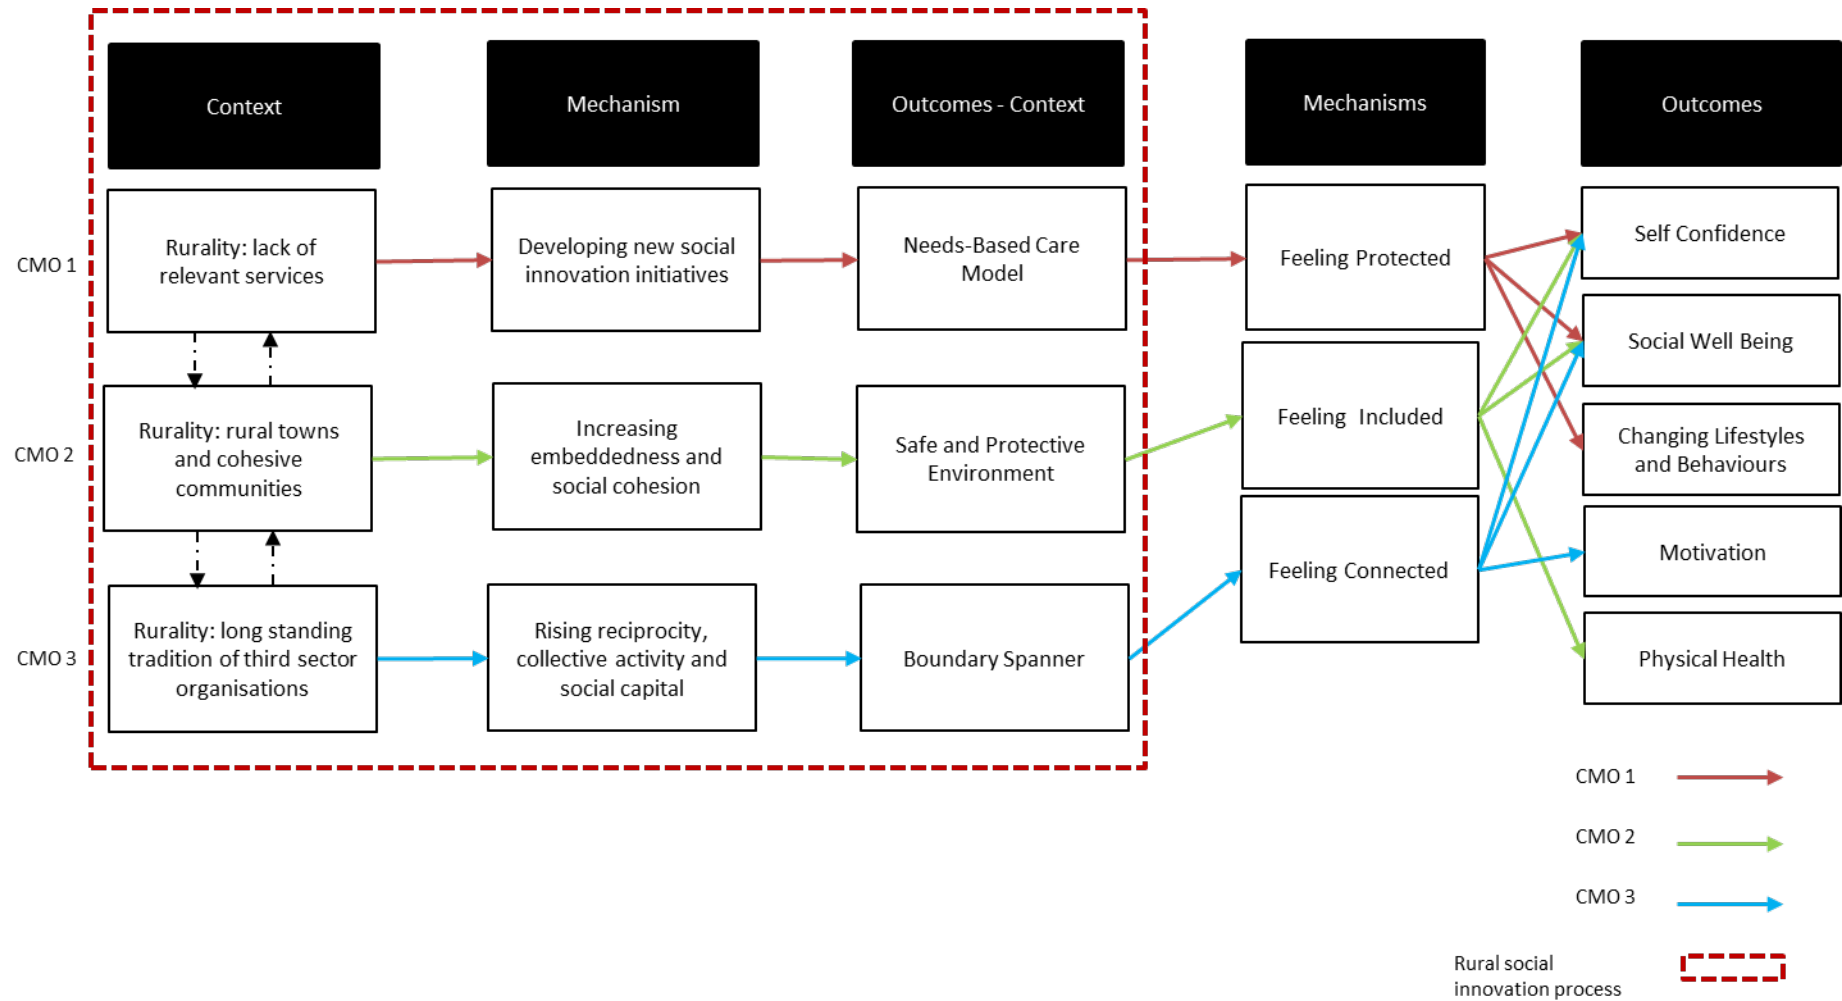 Context
Mechanism
Outcomes - Context
Mechanisms
Outcomes
CMO 1
Rurality: lack of
relevant services
Developing new social
innovation initiatives
Needs-Based Care
Model
Feeling Protected
Self Confidence
Social Well Being
CMO 2
Rurality: rural towns
and cohesive
communities
Increasing
embeddedness and
social cohesion
Safe and Protective
Environment
Feeling Included
Changing Lifestyles
and Behaviours
CMO 3
Rurality: long standing
tradition of third sector
organisations
Rising reciprocity,
collective activity and
social capital
Boundary Spanner
Feeling Connected
Motivation
Physical Health
CMO 1
CMO 2
CMO 3
Rural social
innovation process